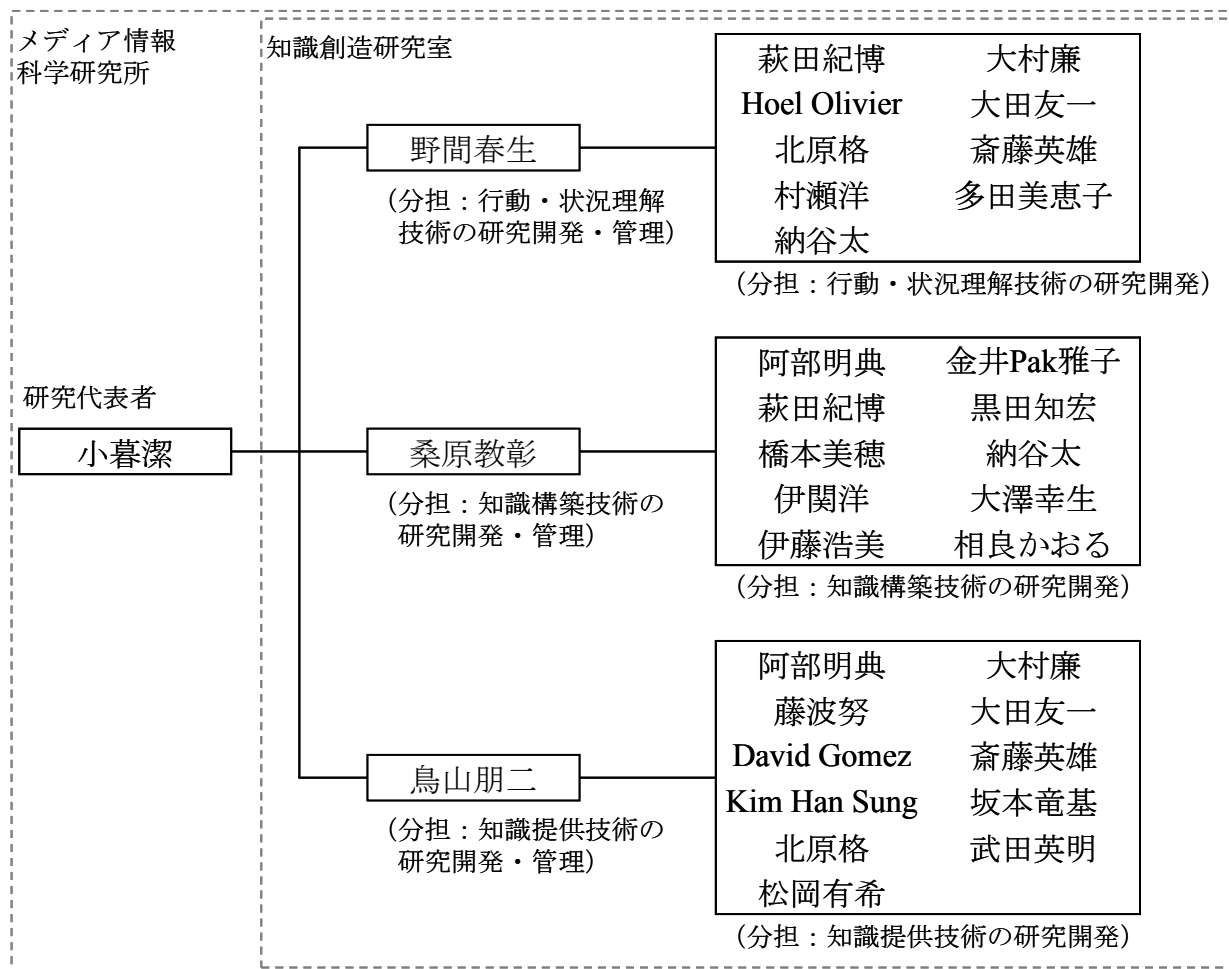 メディア情報
科学研究所
知識創造研究室
研究代表者
小暮潔
野間春生
(分担:行動・状況理解
技術の研究開発・管理)
萩田紀博 大村廉
Hoel Olivier 大田友一
北原格 斎藤英雄
村瀬洋 多田美恵子
納谷太
(分担:行動・状況理解技術の研究開発)
桑原教彰
(分担:知識構築技術の
研究開発・管理)
阿部明典 金井Pak雅子
萩田紀博 黒田知宏
橋本美穂 納谷太
伊関洋 大澤幸生
伊藤浩美 相良かおる
(分担:知識構築技術の研究開発)
鳥山朋二
(分担:知識提供技術の
研究開発・管理)
阿部明典 大村廉
藤波努 大田友一
David Gomez 斎藤英雄
Kim Han Sung 坂本竜基
北原格 武田英明
松岡有希
(分担:知識提供技術の研究開発)